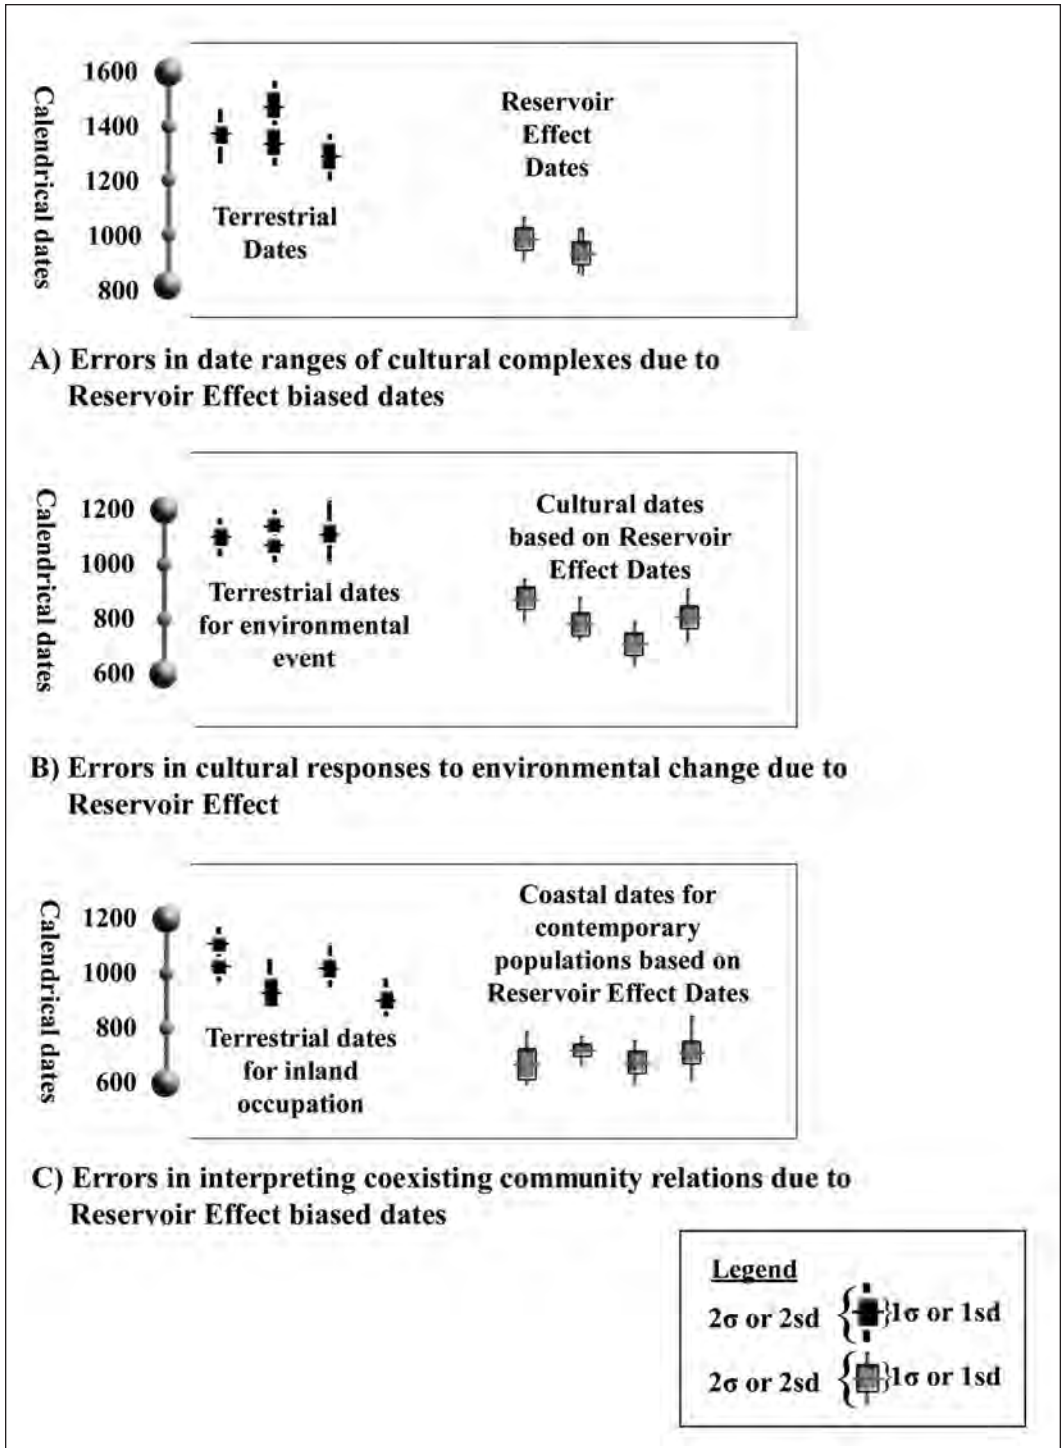 Calendrical dates
1600
1400
1200
1000
800
Terrestrial
Dates
Reservoir
Effect
Dates
A) Errors in date ranges of cultural complexes due to
Reservoir Effect biased dates
Calendrical dates
1200
1000
800
600
Terrestrial dates
for environmental
event
Cultural dates
based on Reservoir
Effect Dates
B) Errors in cultural responses to environmental change due to
Reservoir Effect
Calendrical dates
1200
1000
800
600
Terrestrial dates
for inland
occupation
Coastal dates for
contemporary
populations based on
Reservoir Effect Dates
C) Errors in interpreting coexisting community relations due to
Reservoir Effect biased dates
Legend
2σ or 2sd { } 1σ or 1sd
2σ or 2sd { } 1σ or 1sd